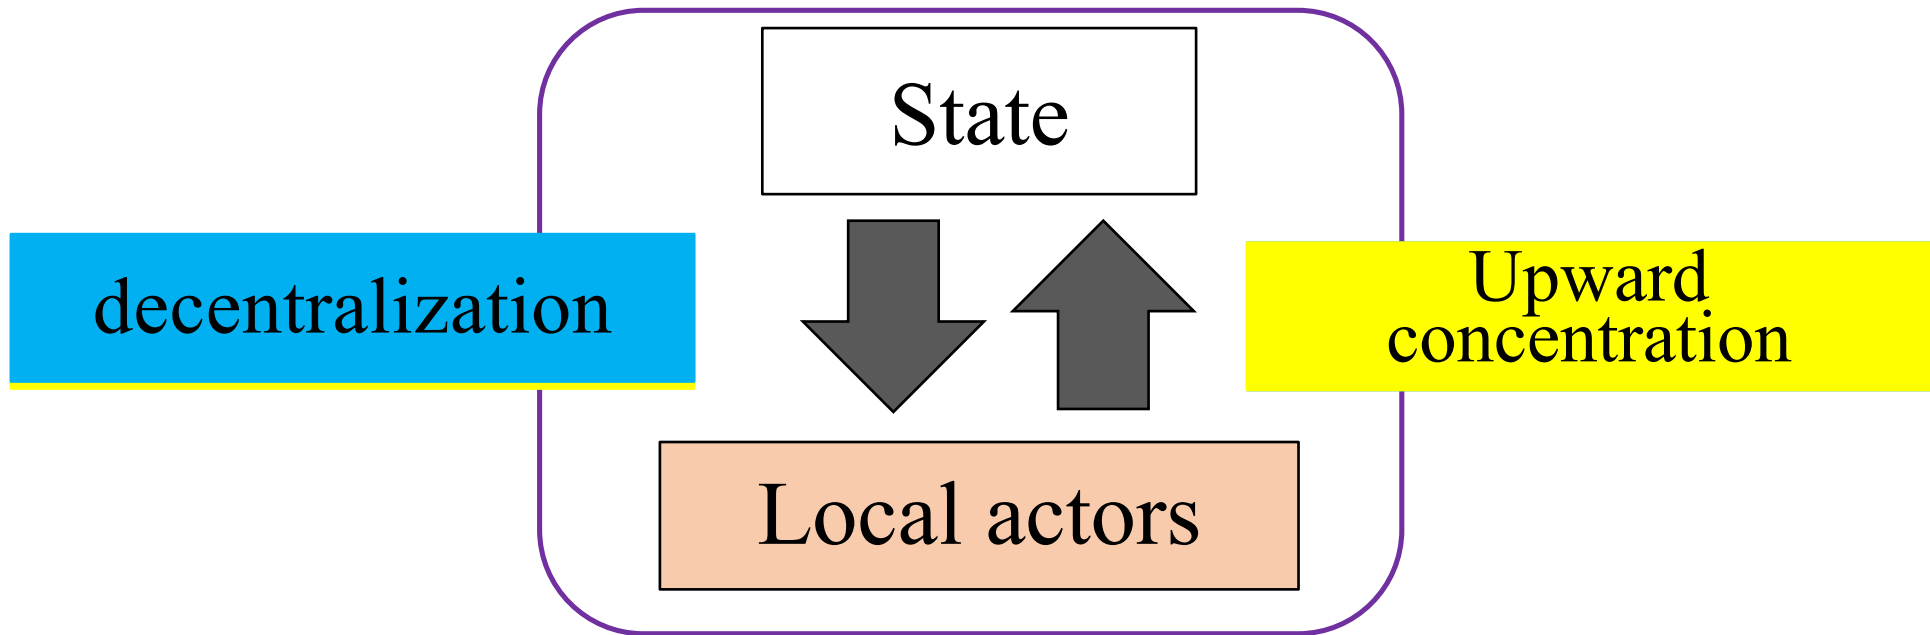 State
decentralization
Upward
concentration
Local actors